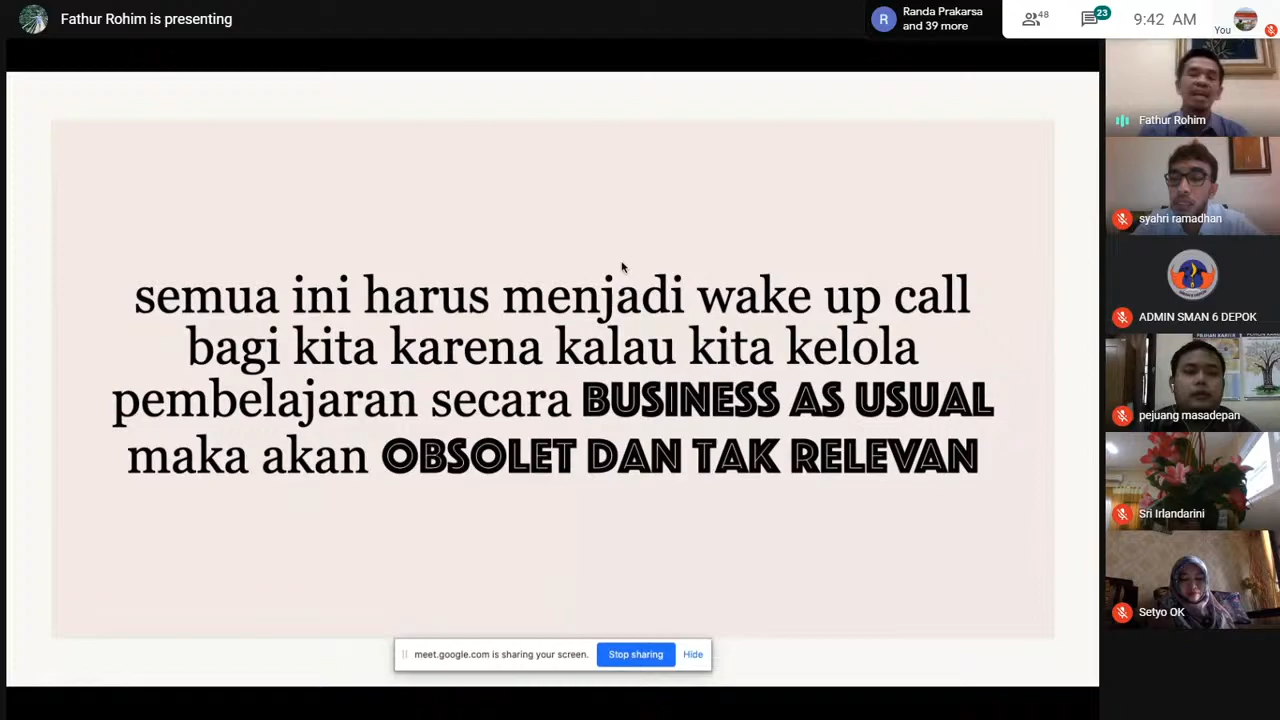 Fathur Rohim is presenting
R
Randa Prakarsa
and 39 more
48
23
9:42 AM
You
semua ini harus menjadi wake up call
bagi kita karena kalau kita kelola
pembelajaran secara BUSINESS AS USUAL
maka akan OBSOLET DAN TAK RELEVAN
meet.google.com is sharing your screen.
Stop sharing
Hide
Fathur Rohim
syahri ramadhan
ADMIN SMAN 6 DEPOK
pejuang masadepan
Sri Irlandarini
Setyo OK